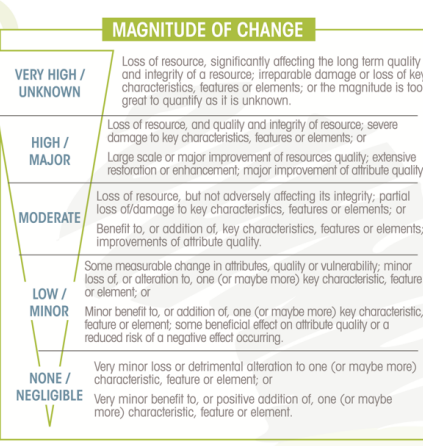 MAGNITUDE OF CHANGE
VERY HIGH /
UNKNOWN
Loss of resource, significantly affecting the long term quality
and integrity of a resource; irreparable damage or loss of key
characteristics, features or elements; or the magnitude is too
great to quantify as it is unknown.
HIGH /
MAJOR
Loss of resource, and quality and integrity of resource; severe
damage to key characteristics, features or elements; or
Large scale or major improvement of resources quality; extensive
restoration or enhancement; major improvement of attribute quality
MODERATE
Loss of resource, but not adversely affecting its integrity; partial
loss of/damage to key characteristics, features or elements; or
Benefit to, or addition of, key characteristics, features or elements;
improvements of attribute quality.
LOW /
MINOR
Some measurable change in attributes, quality or vulnerability; minor
loss of, or alteration to, one (or maybe more) key characteristic, feature
or element; or
Minor benefit to, or addition of, one (or maybe more) key characteristic,
feature or element; some beneficial effect on attribute quality or a
reduced risk of a negative effect occurring.
NONE /
NEGLIGIBLE
Very minor loss or detrimental alteration to one (or maybe more)
characteristic, feature or element; or
Very minor benefit to, or positive addition of, one (or maybe
more) characteristic, feature or element.